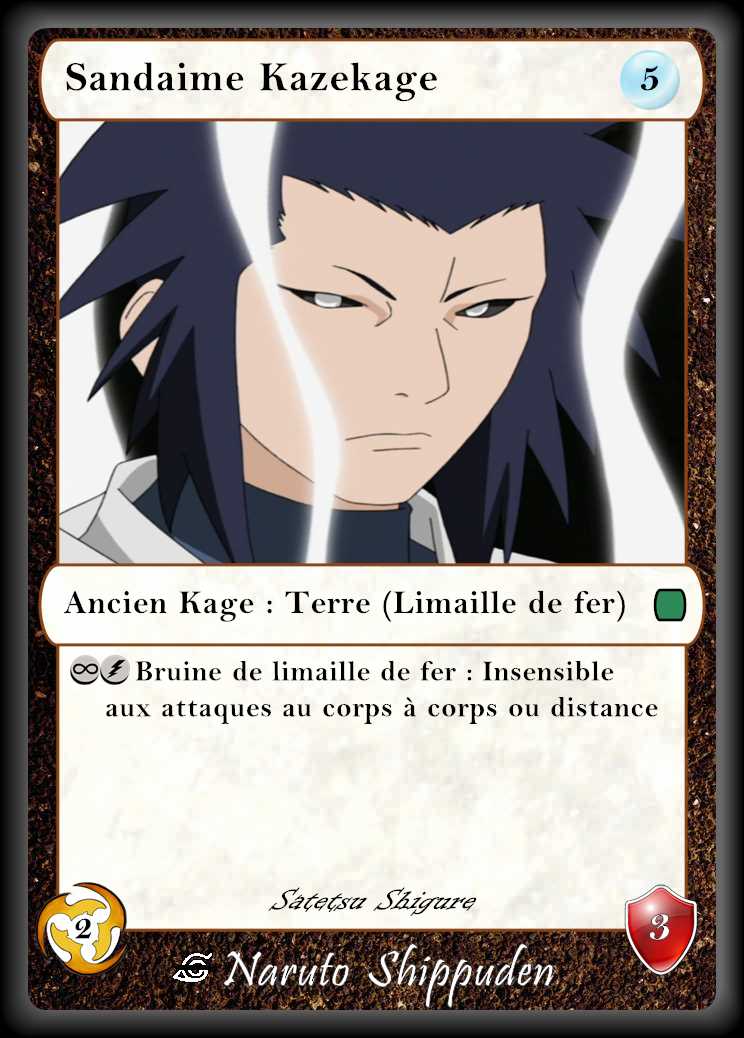 Sandaime Kazekage 5
Ancien Kage : Terre (Limaille de fer)
Bruine de limaille de fer : Insensible
aux attaques au corps à corps ou distance
Satetsu Shigure
2
3
Naruto Shippuden